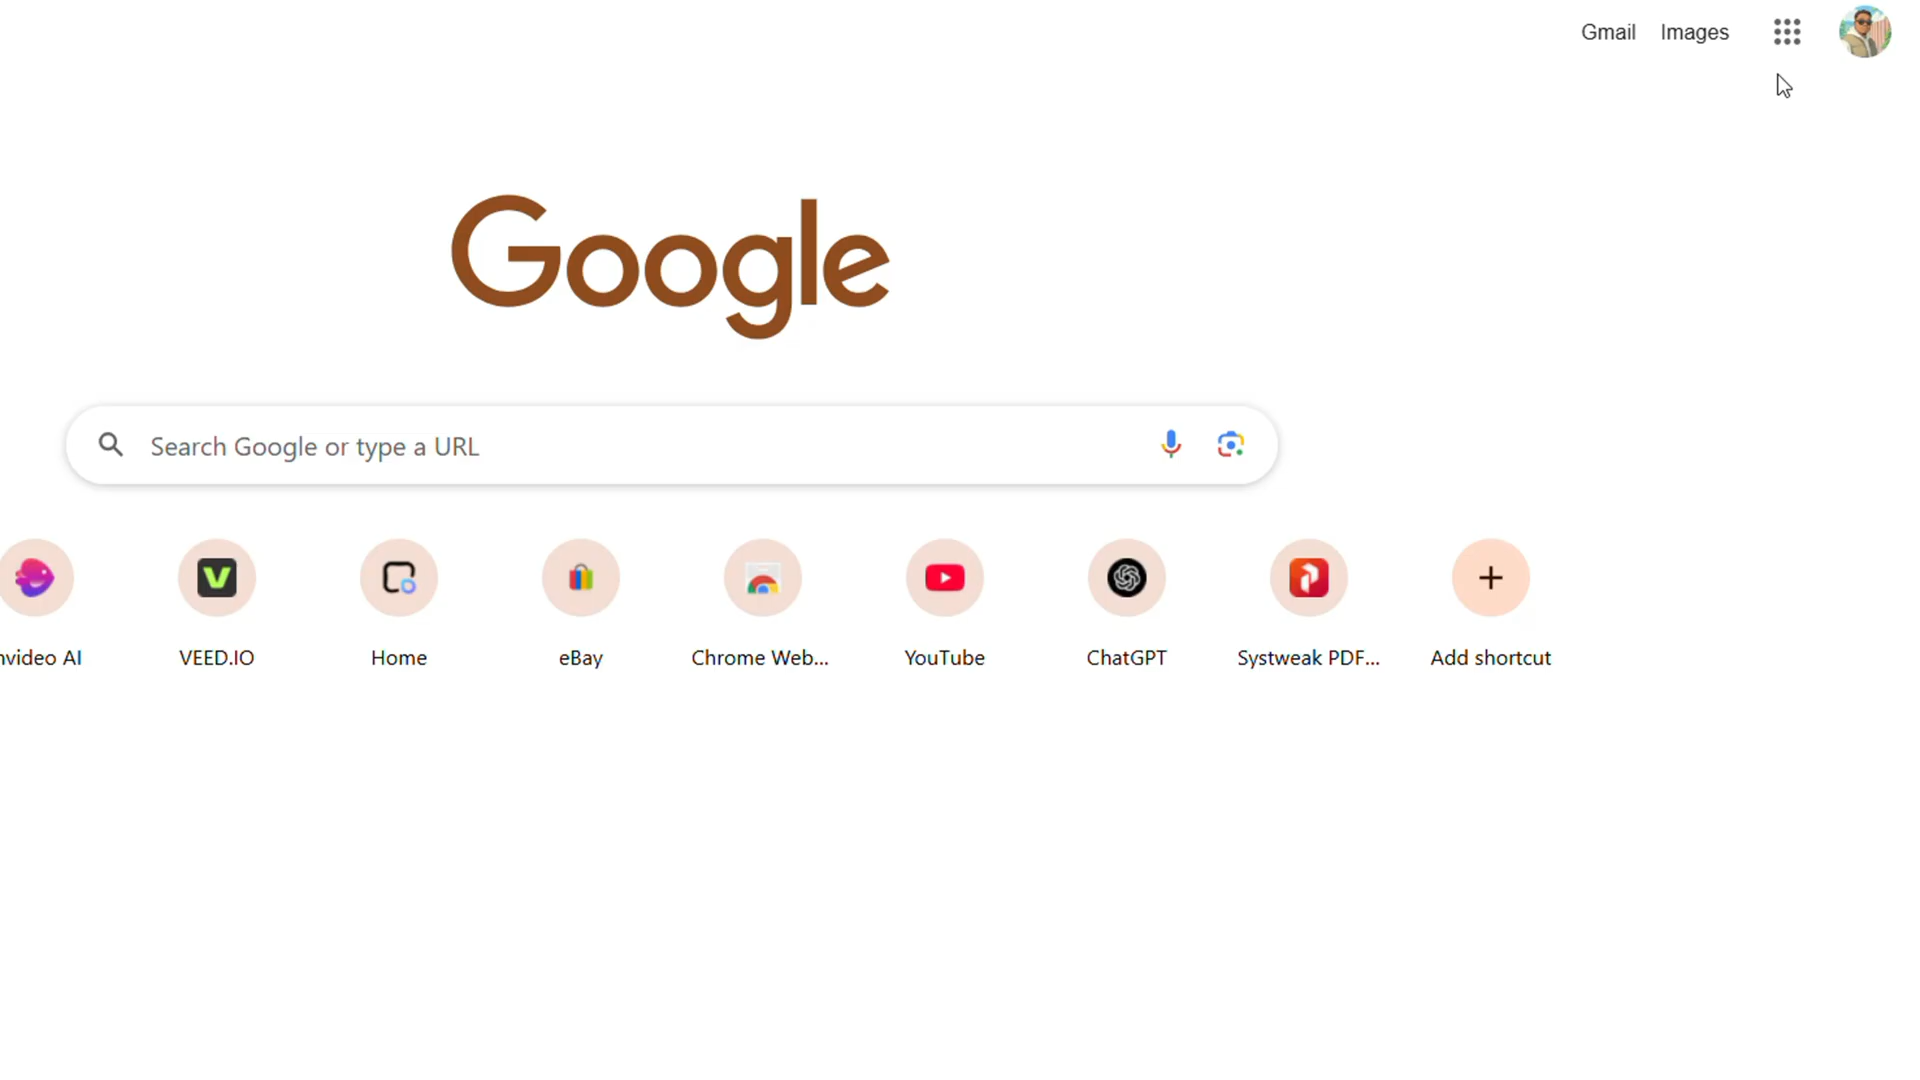 Gmail Images
Google
Search Google or type a URL
nvideo AI
VEED.IO
Home
eBay
Chrome Web...
YouTube
ChatGPT
Systweak PDF...
Add shortcut